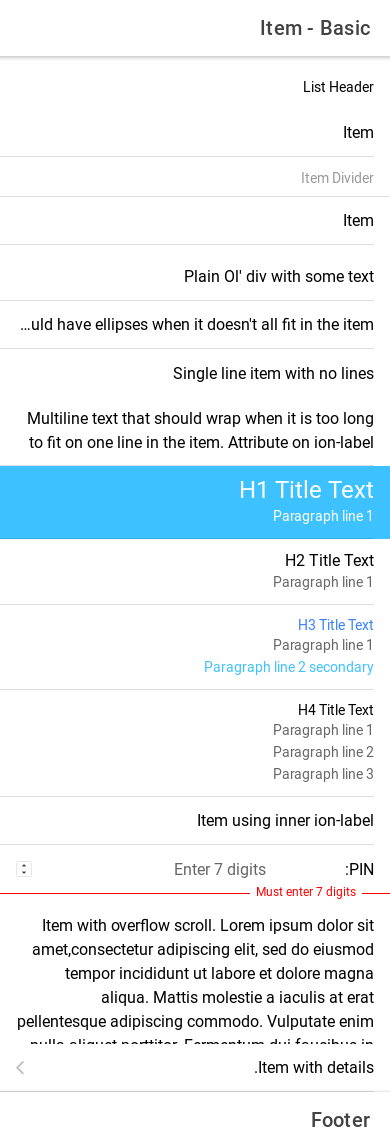 Item - Basic
List Header
Item
Item Divider
Item
Plain Ol' div with some text
...uld have ellipses when it doesn't all fit in the item
Single line item with no lines
Multiline text that should wrap when it is too long
to fit on one line in the item. Attribute on ion-label
H1 Title Text
Paragraph line 1
H2 Title Text
Paragraph line 1
H3 Title Text
Paragraph line 1
Paragraph line 2 secondary
H4 Title Text
Paragraph line 1
Paragraph line 2
Paragraph line 3
Item using inner ion-label
:PIN Enter 7 digits
Must enter 7 digits
Item with overflow scroll. Lorem ipsum dolor sit
amet,consectetur adipiscing elit, sed do eiusmod
tempor incididunt ut labore et dolore magna
aliqua. Mattis molestie a iaculis at erat
pellentesque adipiscing commodo. Vulputate enim
nulla aliquet porttitor. Fermentum dui faucibus in
.Item with details
Footer